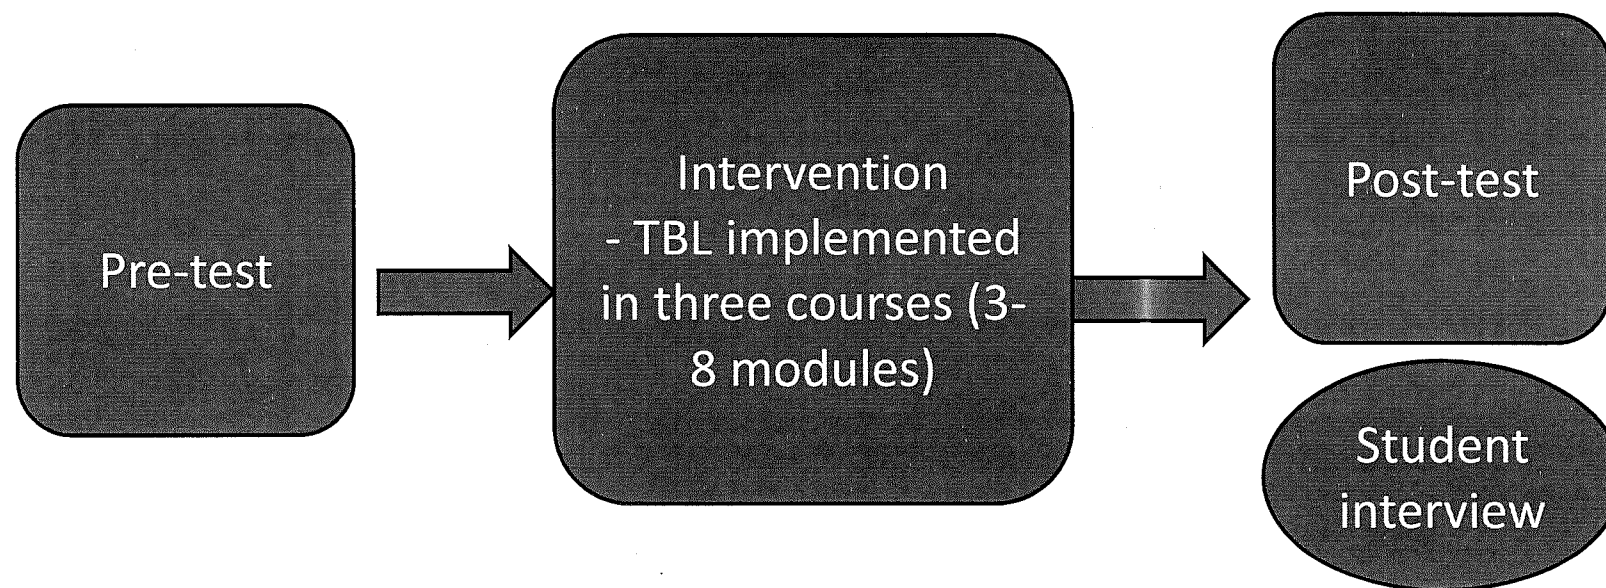 Pre-test
Intervention
- TBL implemented
in three courses (3-
8 modules)
Post-test
Student
interview